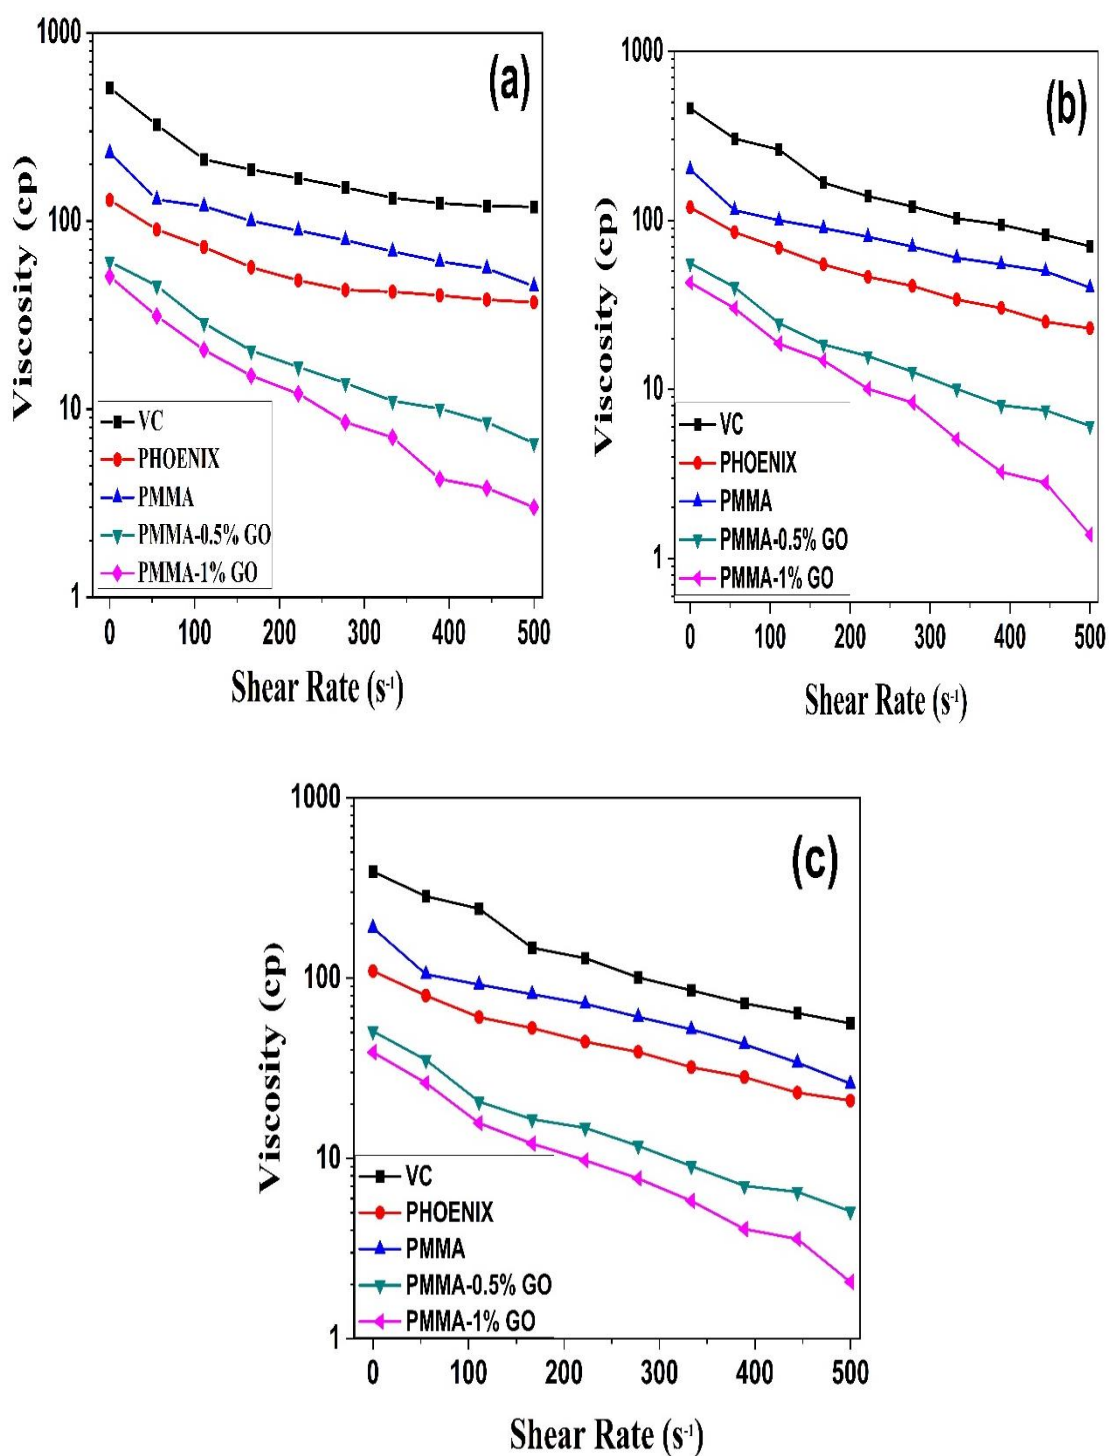 1000
100
10
1
Viscosity (cp)
(a)
VC
PHOENIX
PMMA
PMMA-0.5% GO
PMMA-1% GO
0 100 200 300 400 500
Shear Rate (s⁻¹)
1000
100
10
1
Viscosity (cp)
(b)
VC
PHOENIX
PMMA
PMMA-0.5% GO
PMMA-1% GO
0 100 200 300 400 500
Shear Rate (s⁻¹)
1000
100
10
1
Viscosity (cp)
(c)
VC
PHOENIX
PMMA
PMMA-0.5% GO
PMMA-1% GO
0 100 200 300 400 500
Shear Rate (s⁻¹)